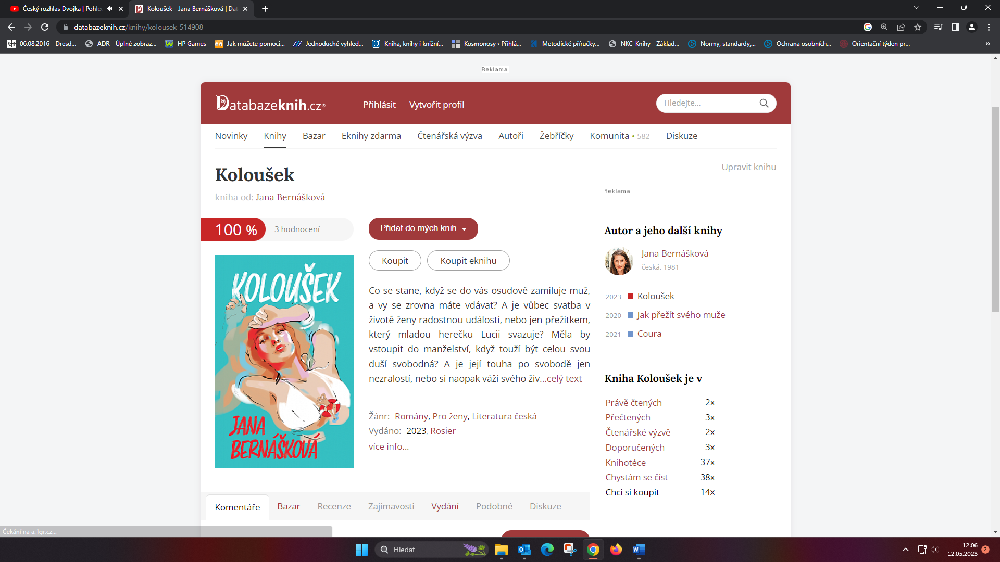 Český rozhlas Dvojka | Pohle
Koloušek - Jana Bernášková | Dat
databazeknih.cz/knihy/kolousek-514908
06.08.2016 - Dresd...
ADR - Úplné zobraz...
HP Games
Jak můžete pomoci...
Jednoduché vyhled...
Kniha, knihy i knižní...
Kosmonosy › Přihlá...
Metodické příručky...
NKC-Knihy - Základ...
Normy, standardy,...
Ochrana osobních...
Orientační týden pr...
»
Reklama
Databazeknih.cz®
Přihlásit
Vytvořit profil
Hledejte...
Novinky
Knihy
Bazar
Eknihy zdarma
Čtenářská výzva
Autoři
Žebříčky
Komunita • 582
Diskuze
Koloušek
Upravit knihu
kniha od: Jana Bernášková
Reklama
100 %
3 hodnocení
Přidat do mých knih
Koupit
Koupit eknihu
KOLOUŠEK
JANA
BERNÁŠKOVÁ
Co se stane, když se do vás osudově zamiluje muž,
a vy se zrovna máte vdávat? A je vůbec svatba v
životě ženy radostnou událostí, nebo jen přežitkem,
který mladou herečku Lucii svazuje? Měla by
vstoupit do manželství, když touží být celou svou
duší svobodná? A je její touha po svobodě jen
nezralostí, nebo si naopak váží svého živ...celý text
Žánr: Romány, Pro ženy, Literatura česká
Vydáno: 2023, Rosier
více info...
Autor a jeho další knihy
Jana Bernášková
česká, 1981
2023 Koloušek
2020 Jak přežít svého muže
2021 Coura
Kniha Koloušek je v
Právě čtených 2x
Přečtených 3x
Čtenářské výzvě 2x
Doporučených 3x
Knihotéce 37x
Chystám se číst 38x
Chci si koupit 14x
Komentáře
Bazar
Recenze
Zajímavosti
Vydání
Podobné
Diskuze
Čekání na a.1gr.cz...
Hledat
12:06
12.05.2023
2